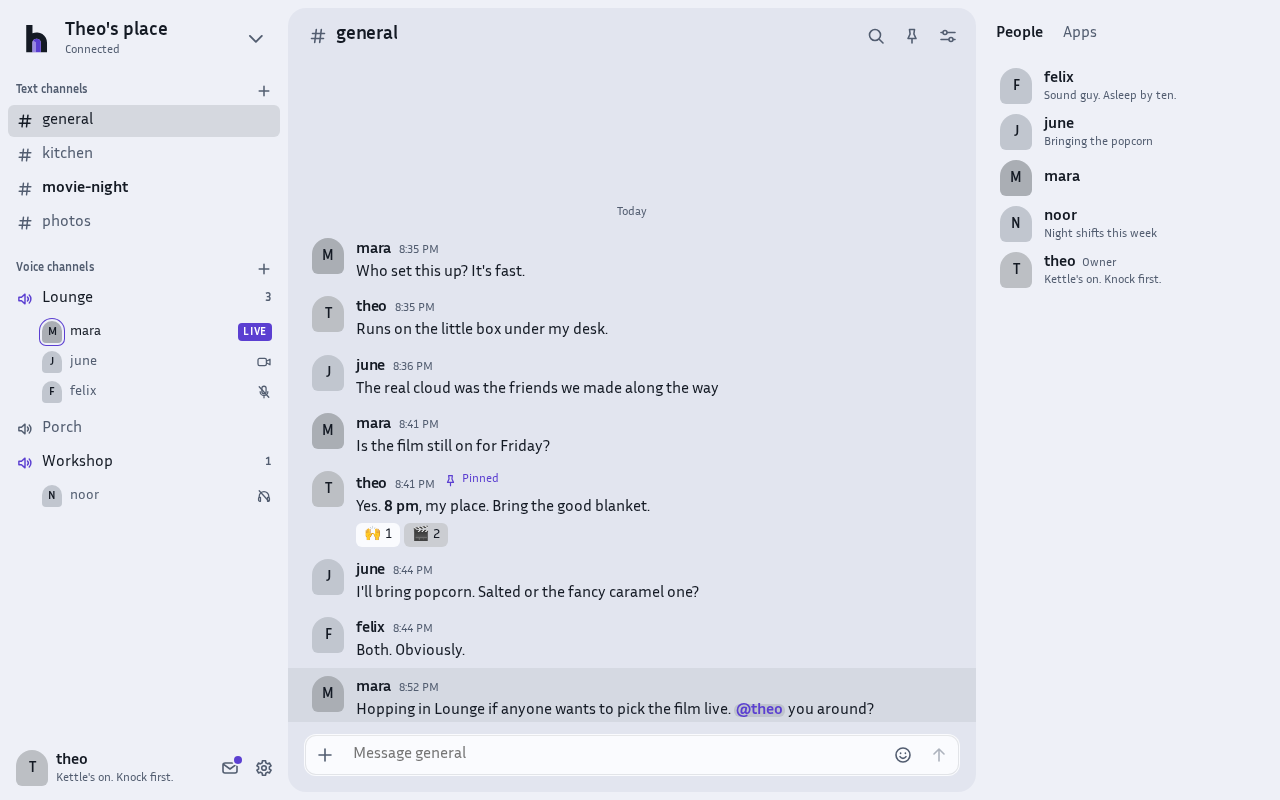 Theo's place
Connected
Text channels
general
kitchen
movie-night
photos
Voice channels
Lounge 3
M mara LIVE
J june
F felix
Porch
Workshop 1
N noor
T theo
Kettle's on. Knock first.
# general
Today
M mara 8:35 PM
Who set this up? It's fast.
T theo 8:35 PM
Runs on the little box under my desk.
J june 8:36 PM
The real cloud was the friends we made along the way
M mara 8:41 PM
Is the film still on for Friday?
T theo 8:41 PM Pinned
Yes. 8 pm, my place. Bring the good blanket.
🙌 1 🎬 2
J june 8:44 PM
I'll bring popcorn. Salted or the fancy caramel one?
F felix 8:44 PM
Both. Obviously.
M mara 8:52 PM
Hopping in Lounge if anyone wants to pick the film live. @theo you around?
Message general
People Apps
F felix
Sound guy. Asleep by ten.
J june
Bringing the popcorn
M mara
N noor
Night shifts this week
T theo Owner
Kettle's on. Knock first.